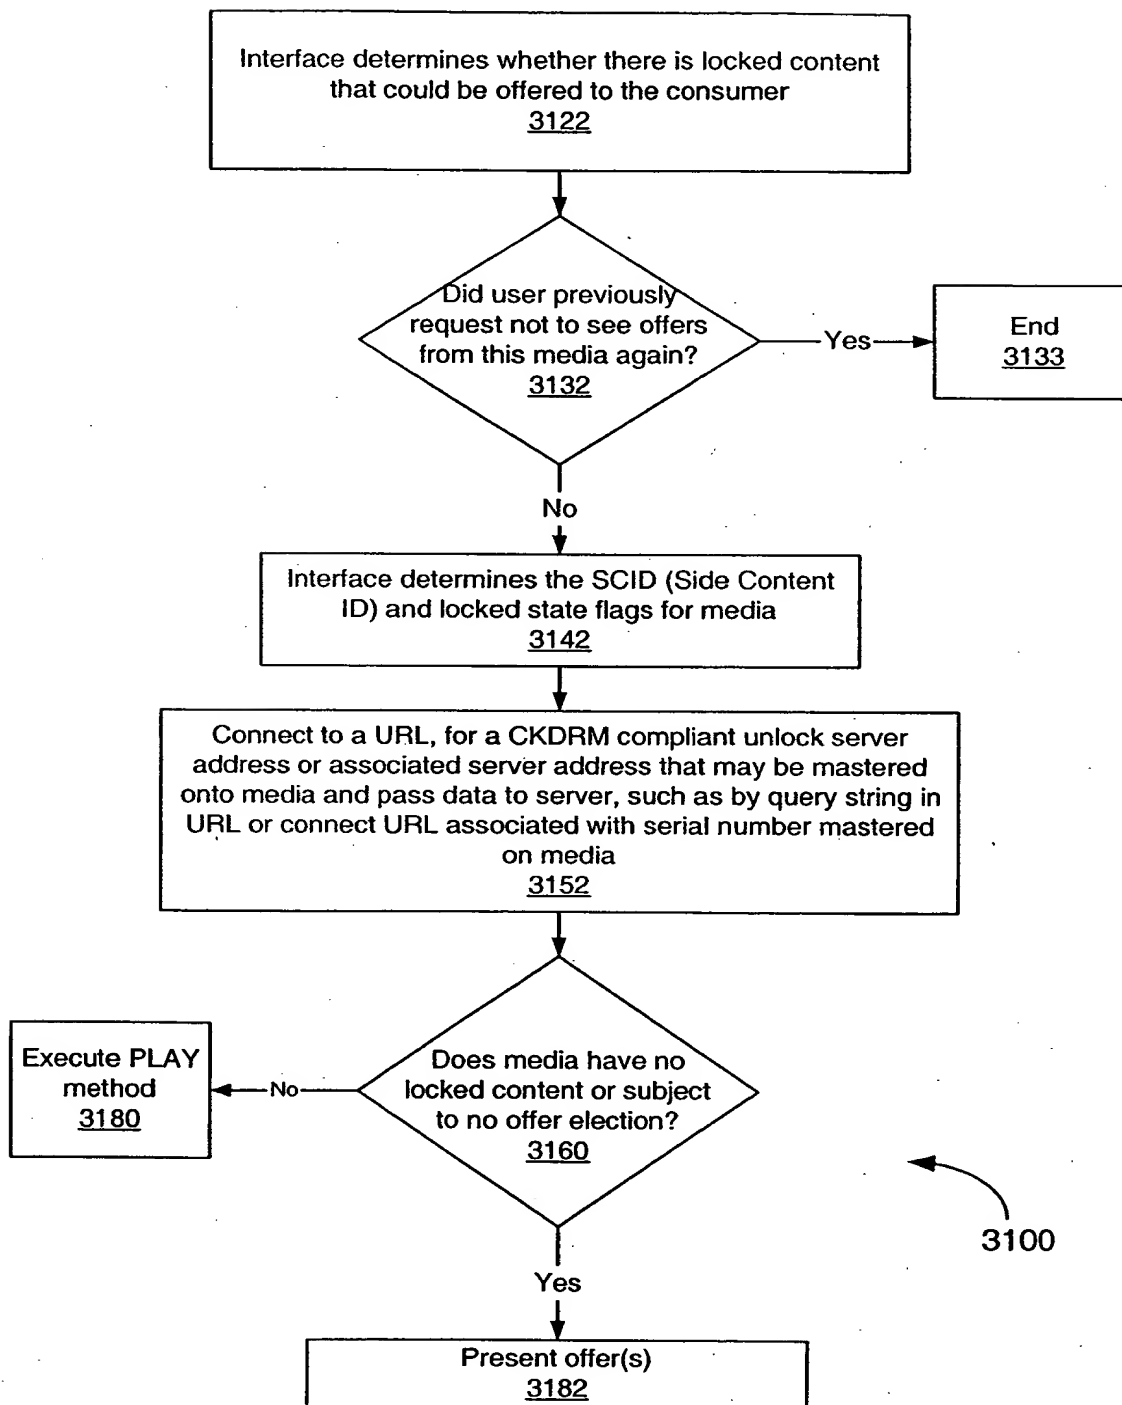 Interface determines whether there is locked content
that could be offered to the consumer
3122
Did user previously
request not to see offers
from this media again?
3132
Yes
End
3133
No
Interface determines the SCID (Side Content
ID) and locked state flags for media
3142
Connect to a URL, for a CKDRM compliant unlock server
address or associated server address that may be mastered
onto media and pass data to server, such as by query string in
URL or connect URL associated with serial number mastered
on media
3152
Execute PLAY
method
3180
No
Does media have no
locked content or subject
to no offer election?
3160
3100
Yes
Present offer(s)
3182